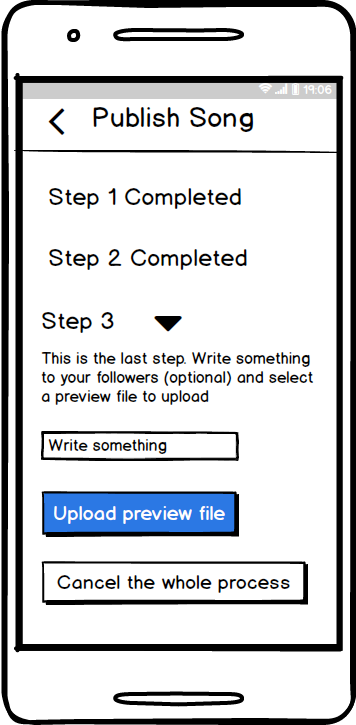 19:06
Publish Song
Step 1 Completed
Step 2 Completed
Step 3
This is the last step. Write something
to your followers (optional) and select
a preview file to upload
Write something
Upload preview file
Cancel the whole process